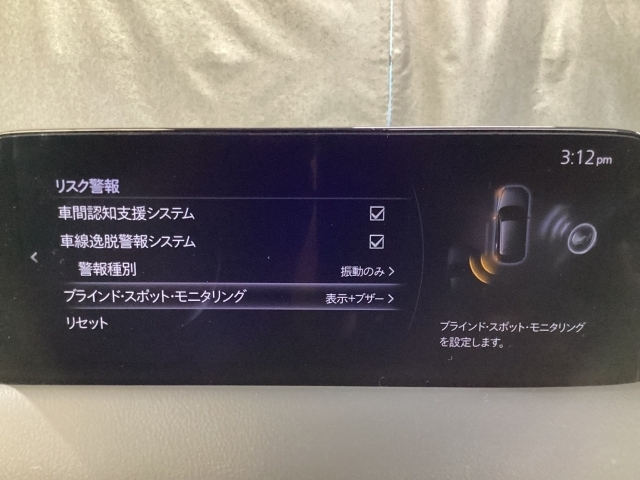 3:12pm
リスク警報
車間認知支援システム
車線逸脱警報システム
警報種別 振動のみ
ブラインド・スポット・モニタリング 表示+ブザー
リセット
ブラインド・スポット・モニタリング
を設定します。